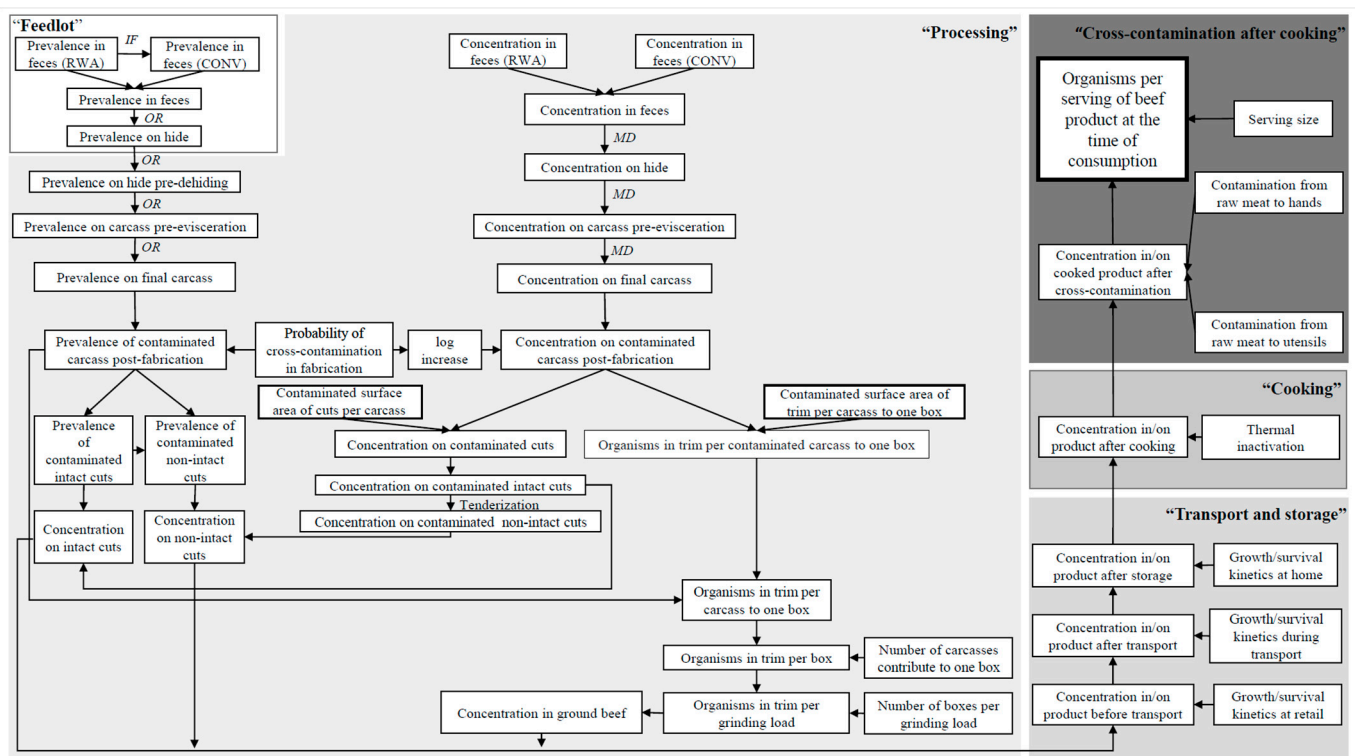 “Feedlot”
Prevalence in
feces (RWA)
IF
Prevalence in
feces (CONV)
Prevalence in feces
OR
Prevalence on hide
OR
Prevalence on hide pre-dehiding
OR
Prevalence on carcass pre-evisceration
OR
Prevalence on final carcass
Prevalence of contaminated
carcass post-fabrication
Prevalence
of
contaminated
intact cuts
Prevalence of
contaminated
non-intact
cuts
Concentration
on intact cuts
Concentration
on non-intact
cuts
“Processing”
Concentration in
feces (RWA)
Concentration in
feces (CONV)
Concentration in feces
MD
Concentration on hide
MD
Concentration on carcass pre-evisceration
MD
Concentration on final carcass
Probability of
cross-contamination
in fabrication
log
increase
Concentration on contaminated
carcass post-fabrication
Contaminated surface
area of cuts per carcass
Contaminated surface area of
trim per carcass to one box
Concentration on contaminated cuts
Organisms in trim per contaminated carcass to one box
Concentration on contaminated intact cuts
Tenderization
Concentration on contaminated non-intact cuts
Organisms in trim per
carcass to one box
Organisms in trim per box
Number of carcasses
contribute to one box
Concentration in ground beef
Organisms in trim per
grinding load
Number of boxes per
grinding load
“Cross-contamination after cooking”
Organisms per
serving of beef
product at the
time of
consumption
Serving size
Contamination from
raw meat to hands
Concentration in/on
cooked product after
cross-contamination
Contamination from
raw meat to utensils
“Cooking”
Concentration in/on
product after cooking
Thermal
inactivation
“Transport and storage”
Concentration in/on
product after storage
Growth/survival
kinetics at home
Concentration in/on
product after transport
Growth/survival
kinetics during
transport
Concentration in/on
product before transport
Growth/survival
kinetics at retail